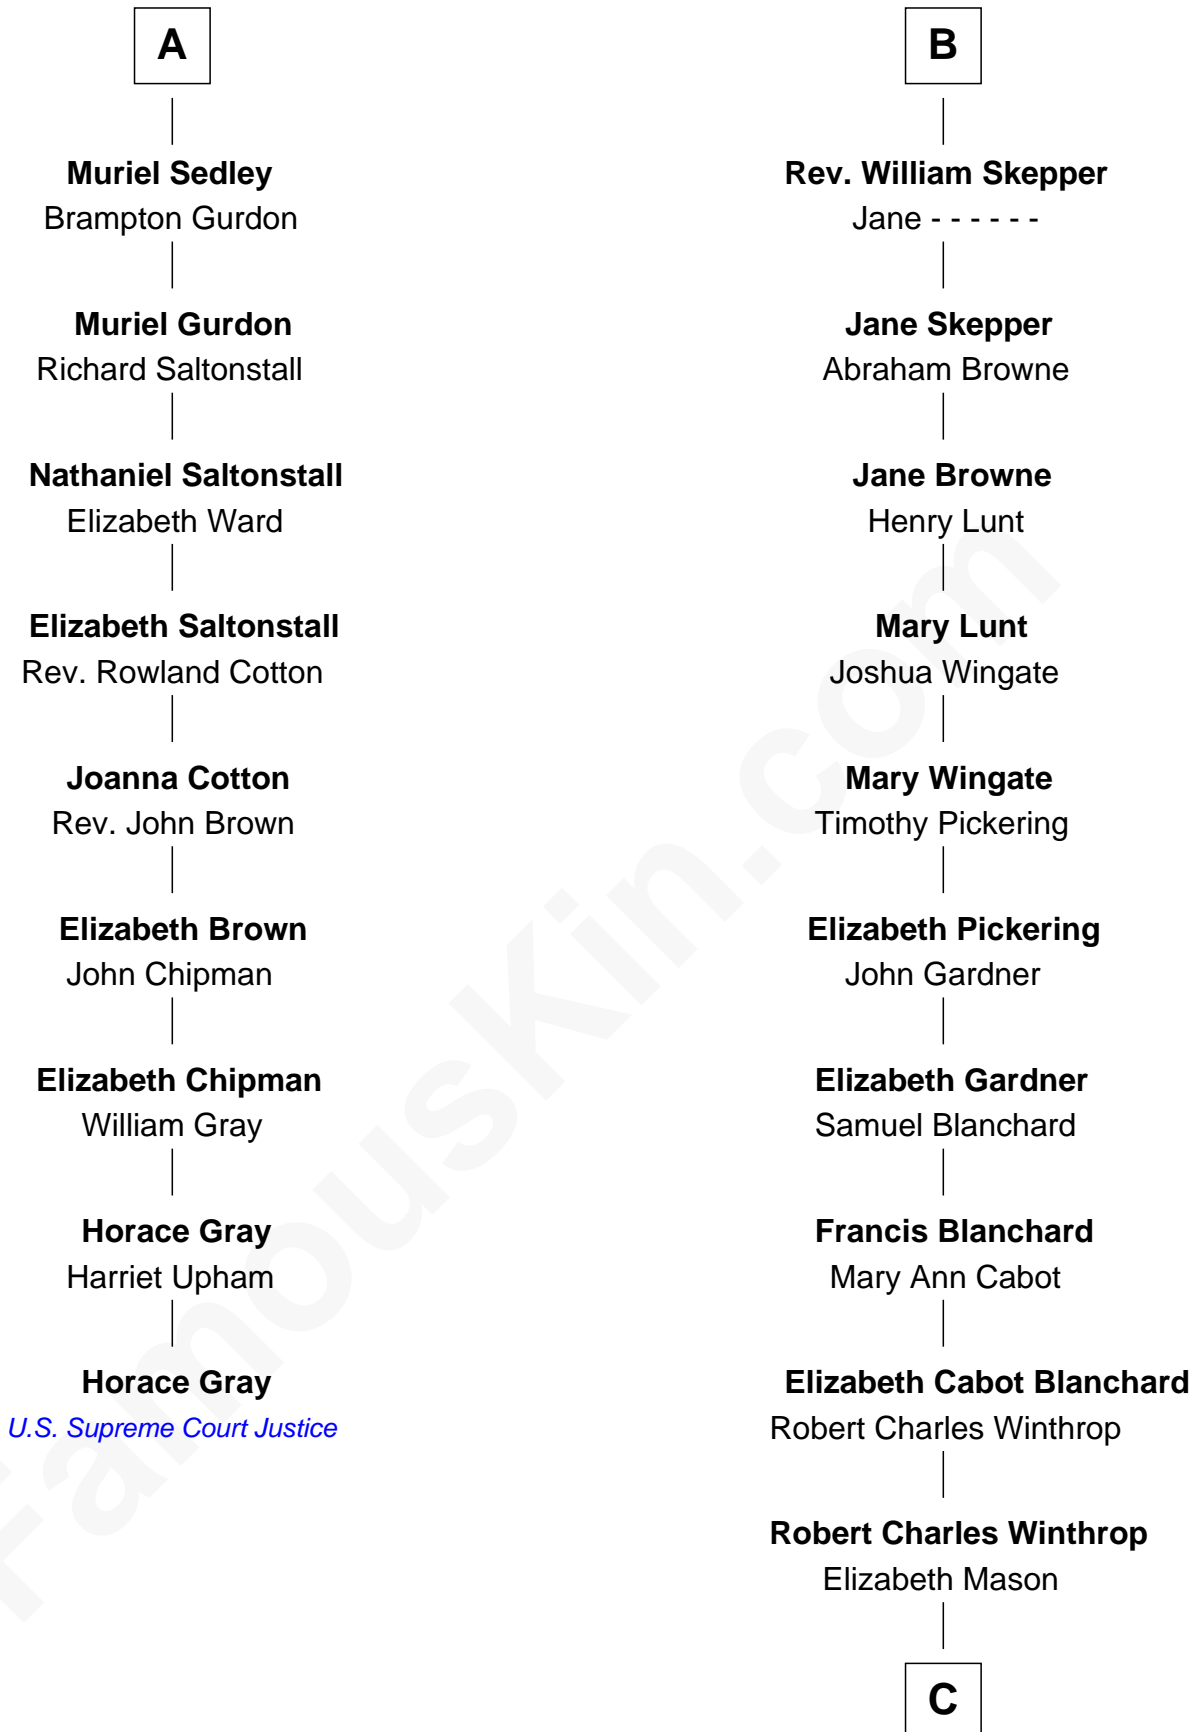 A
Muriel Sedley
Brampton Gurdon
Muriel Gurdon
Richard Saltonstall
Nathaniel Saltonstall
Elizabeth Ward
Elizabeth Saltonstall
Rev. Rowland Cotton
Joanna Cotton
Rev. John Brown
Elizabeth Brown
John Chipman
Elizabeth Chipman
William Gray
Horace Gray
Harriet Upham
Horace Gray
U.S. Supreme Court Justice
B
Rev. William Skepper
Jane - - - - - -
Jane Skepper
Abraham Browne
Jane Browne
Henry Lunt
Mary Lunt
Joshua Wingate
Mary Wingate
Timothy Pickering
Elizabeth Pickering
John Gardner
Elizabeth Gardner
Samuel Blanchard
Francis Blanchard
Mary Ann Cabot
Elizabeth Cabot Blanchard
Robert Charles Winthrop
Robert Charles Winthrop
Elizabeth Mason
C
FamousKin.com